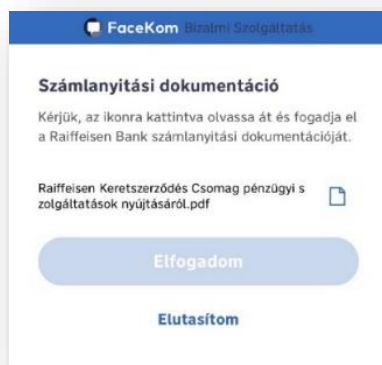 FaceKom Bizalmi Szolgáltatás
Számlanyitási dokumentáció
Kérjük, az ikonra kattintva olvassa át és fogadja el
a Raiffeisen Bank számlanyitási dokumentációját.
Raiffeisen Keretszerződés Csomag pénzügyi s
zolgáltatások nyújtásáról.pdf
Elfogadom
Elutasítom